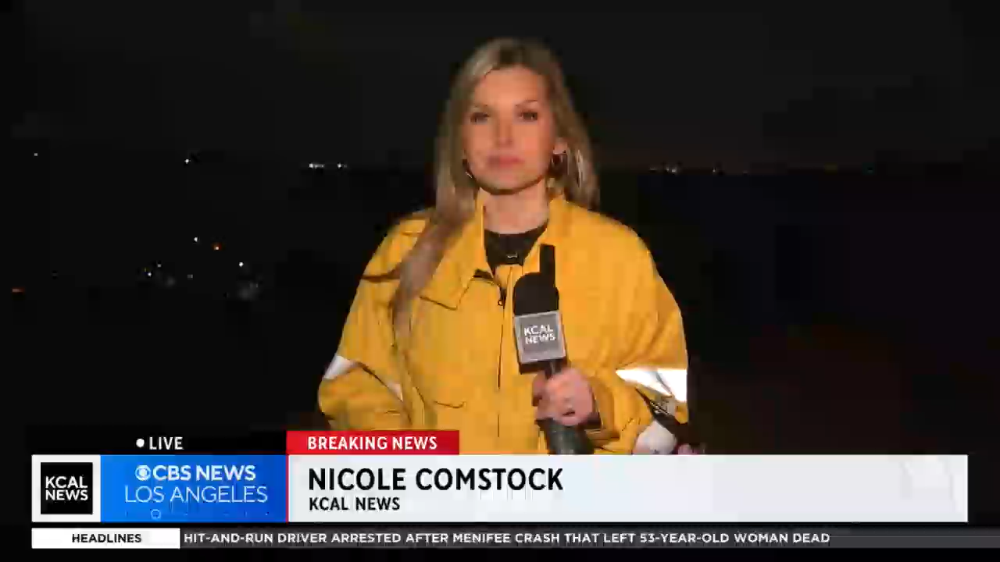 KCAL
NEWS
LIVE
BREAKING NEWS
KCAL
NEWS
CBS NEWS
LOS ANGELES
NICOLE COMSTOCK
KCAL NEWS
HEADLINES
HIT-AND-RUN DRIVER ARRESTED AFTER MENIFEE CRASH THAT LEFT 53-YEAR-OLD WOMAN DEAD